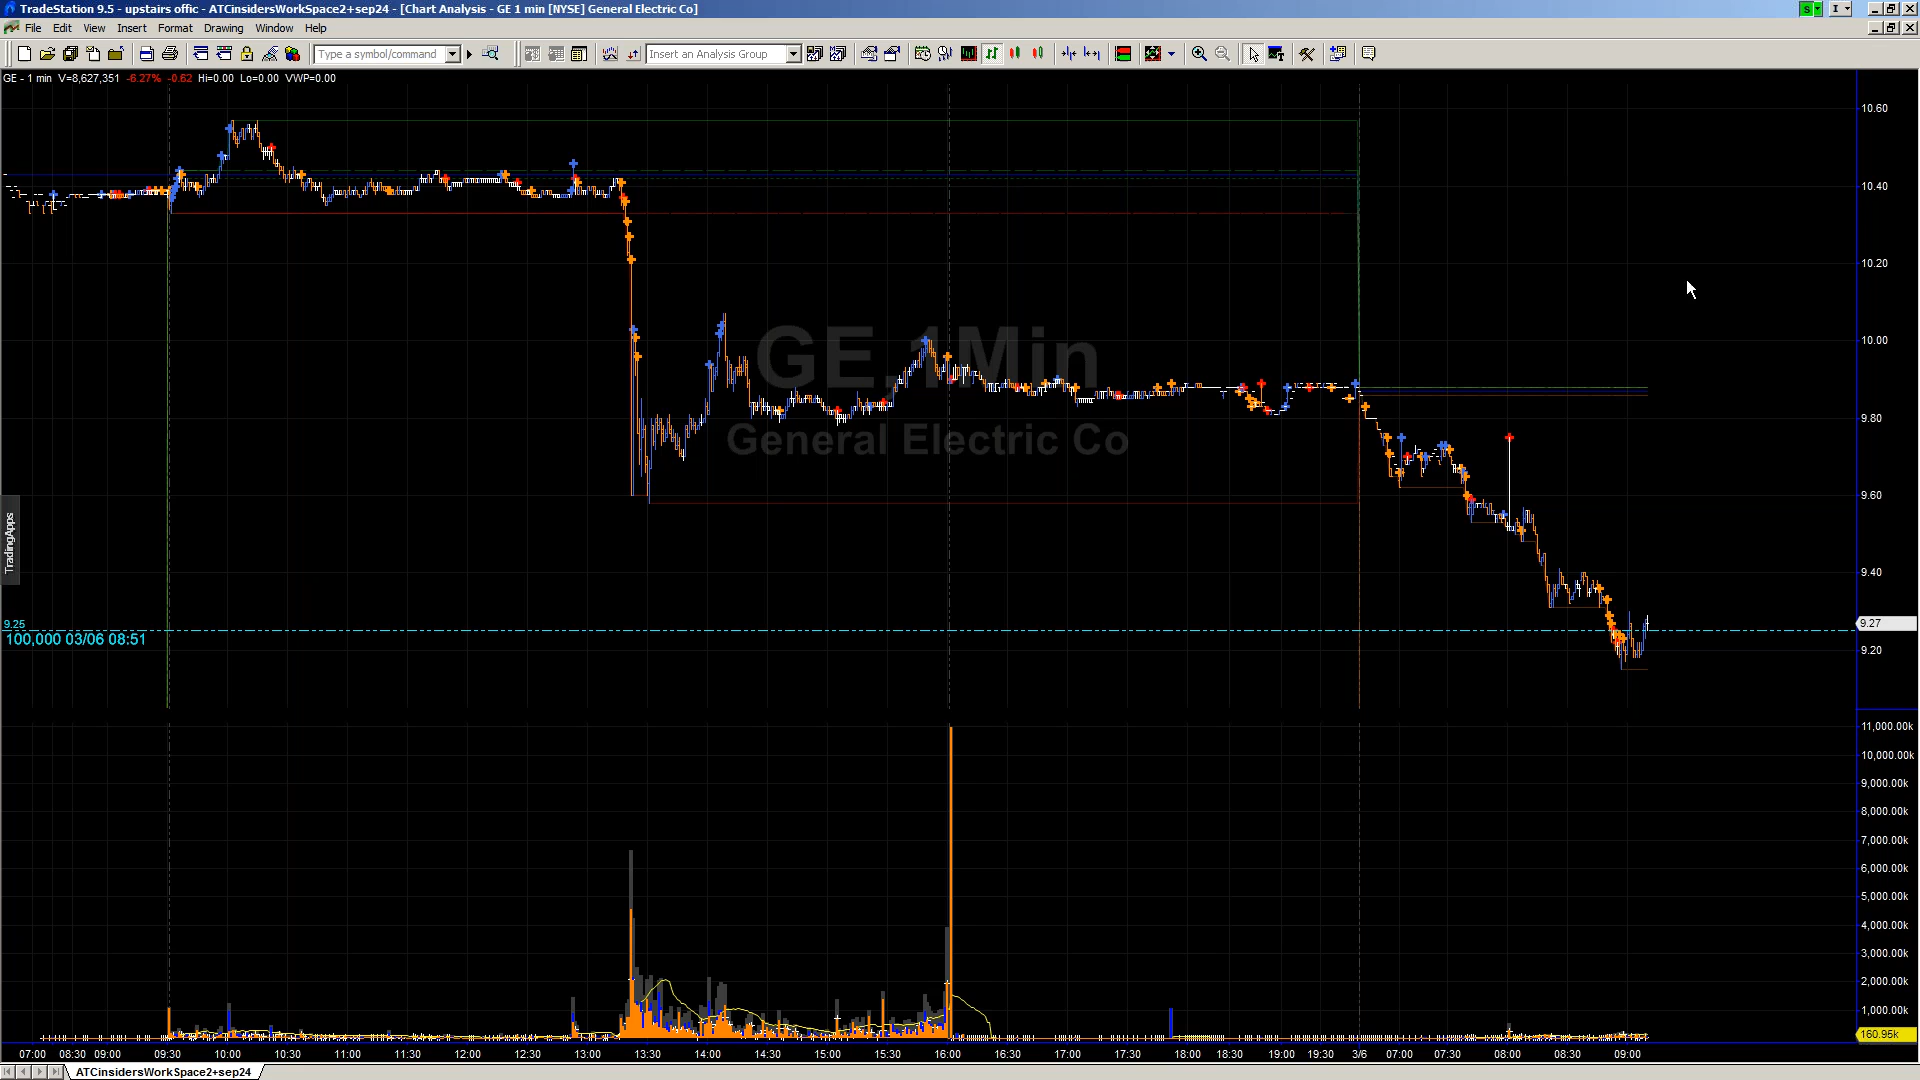 TradeStation 9.5 - upstairs offic - ATCinsidersWorkSpace2+sep24 - [Chart Analysis - GE 1 min [NYSE] General Electric Co]
File Edit View Insert Format Drawing Window Help
Type a symbol/command
Insert an Analysis Group
GE - 1 min V=8,627,351 -6.27% -0.62 Hi=0.00 Lo=0.00 VWP=0.00
10.60
10.40
10.20
10.00
GE,1Min
9.80
General Electric Co
9.60
TradingApps
9.40
9.25
9.27
100,000 03/06 08:51
9.20
11,000.00k
10,000.00k
9,000.00k
8,000.00k
7,000.00k
6,000.00k
5,000.00k
4,000.00k
3,000.00k
2,000.00k
1,000.00k
160.95k
07:00 08:30 09:00 09:30 10:00 10:30 11:00 11:30 12:00 12:30 13:00 13:30 14:00 14:30 15:00 15:30 16:00 16:30 17:00 17:30 18:00 18:30 19:00 19:30 3/6 07:00 07:30 08:00 08:30 09:00
ATCinsidersWorkSpace2+sep24